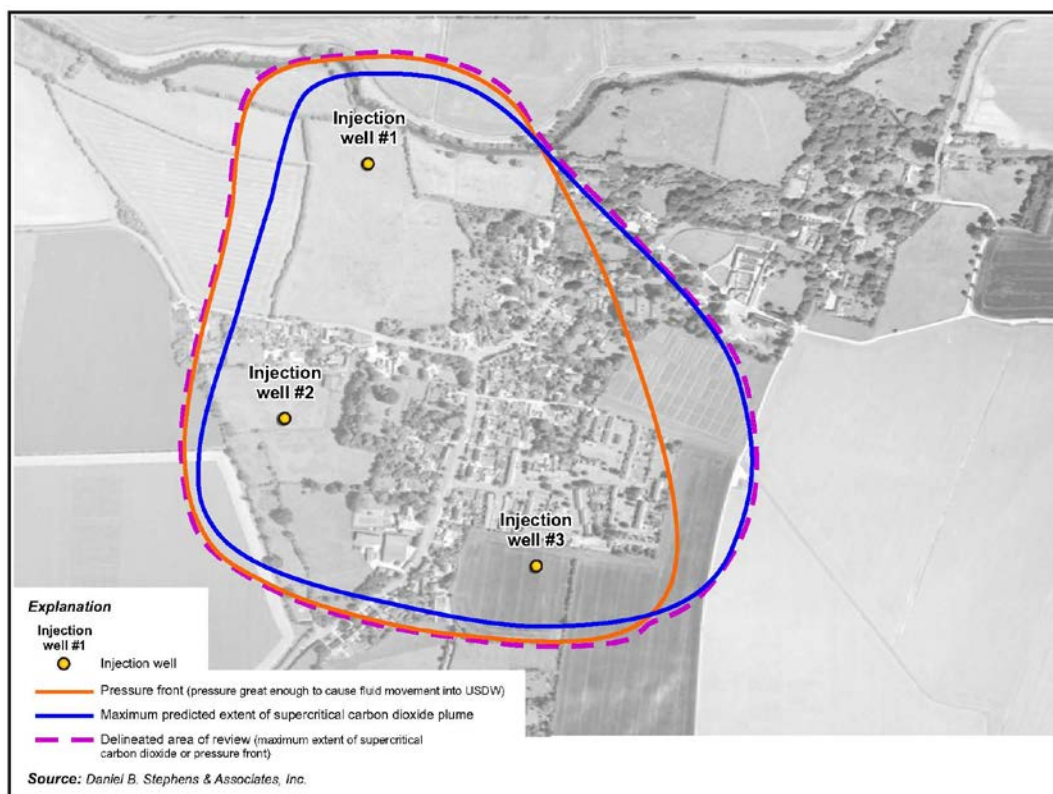 Injection
well #1
Injection
well #2
Injection
well #3
Explanation
Injection
well #1
Injection well
Pressure front (pressure great enough to cause fluid movement into USDW)
Maximum predicted extent of supercritical carbon dioxide plume
Delineated area of review (maximum extent of supercritical
carbon dioxide or pressure front)
Source: Daniel B. Stephens & Associates, Inc.